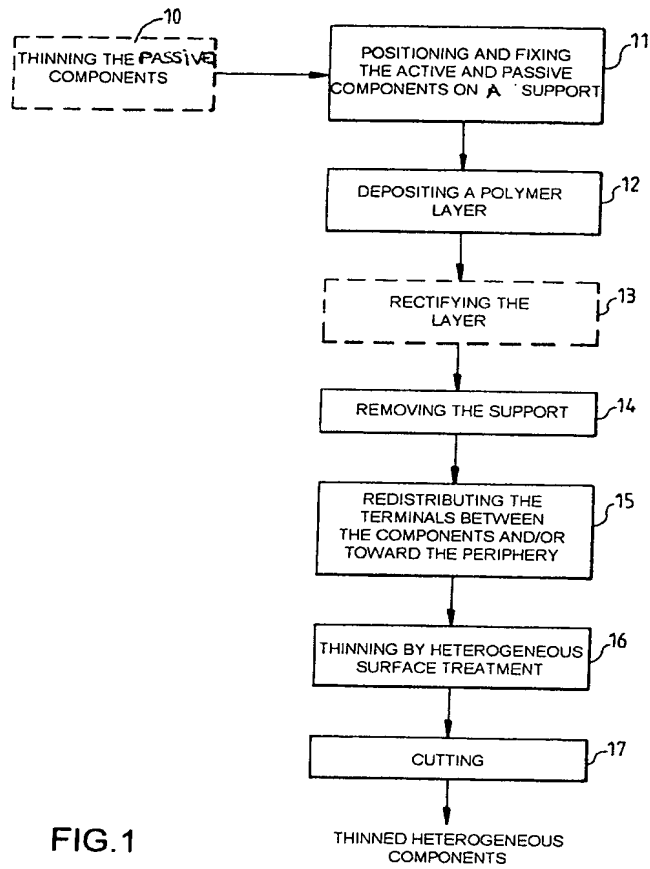 10
THINNING THE PASSIVE
COMPONENTS
11
POSITIONING AND FIXING
THE ACTIVE AND PASSIVE
COMPONENTS ON A SUPPORT
12
DEPOSITING A POLYMER
LAYER
13
RECTIFYING THE
LAYER
14
REMOVING THE SUPPORT
15
REDISTRIBUTING THE
TERMINALS BETWEEN
THE COMPONENTS AND/OR
TOWARD THE PERIPHERY
16
THINNING BY HETEROGENEOUS
SURFACE TREATMENT
17
CUTTING
THINNED HETEROGENEOUS
COMPONENTS
FIG.1